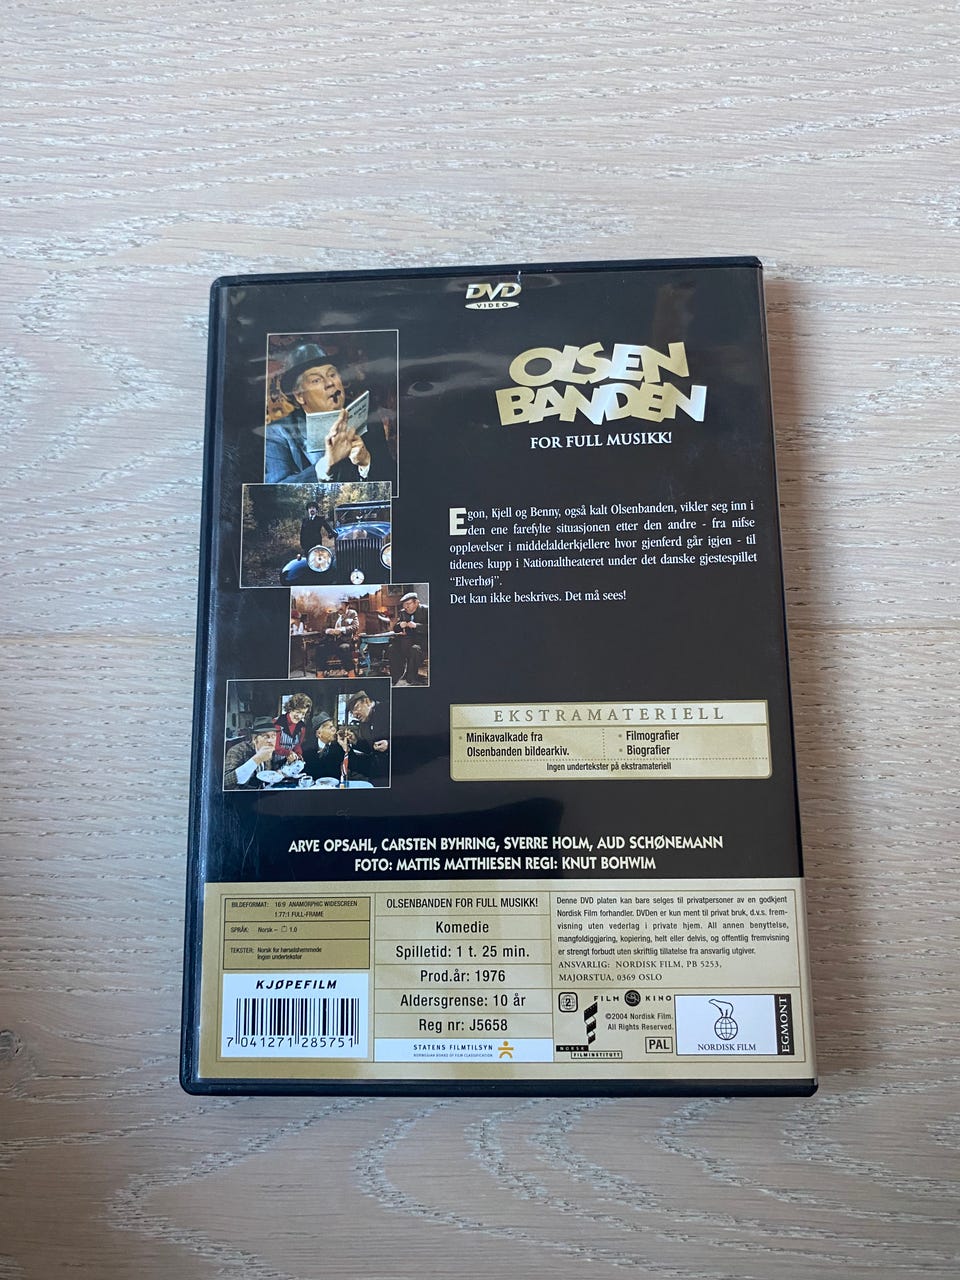 DVD
VIDEO
OLSEN
BANDEN
FOR FULL MUSIKK!
Egon, Kjell og Benny, også kalt Olsenbanden, vikler seg inn i
den ene farefylte situasjonen etter den andre - fra nifse
opplevelser i middelalderkjellere hvor gjenferd går igjen - til
tidenes kupp i Nationaltheateret under det danske gjestespillet
“Elverhøj”.
Det kan ikke beskrives. Det må sees!
EKSTRAMATERIELL
• Minikavalkade fra
Olsenbanden bildearkiv.
• Filmografier
• Biografier
Ingen undertekster på ekstramateriell
ARVE OPSAHL, CARSTEN BYHRING, SVERRE HOLM, AUD SCHØNEMANN
FOTO: MATTIS MATTHIESEN REGI: KNUT BOHWIM
BILDEFORMAT: 16:9 ANAMORPHIC WIDESCREEN
1.77:1 FULL-FRAME
SPRÅK: Norsk - 1.0
TEKSTER: Norsk for hørselshemmede
Ingen undertekster
KJØPEFILM
7 041271 285751
OLSENBANDEN FOR FULL MUSIKK!
Komedie
Spilletid: 1 t. 25 min.
Prod.år: 1976
Aldersgrense: 10 år
Reg nr: J5658
STATENS FILMTILSYN
NORWEGIAN BOARD OF FILM CLASSIFICATION
Denne DVD platen kan bare selges til privatpersoner av en godkjent
Nordisk Film forhandler. DVDen er kun ment til privat bruk, d.v.s. frem-
visning uten vederlag i private hjem. All annen benyttelse,
mangfoldiggjøring, kopiering, helt eller delvis, og offentlig fremvisning
er strengt forbudt uten skriftlig tillatelse fra ansvarlig utgiver.
ANSVARLIG: NORDISK FILM, PB 5253,
MAJORSTUA, 0369 OSLO
2
FILM KINO
©2004 Nordisk Film.
All Rights Reserved.
NORSK
FILMINSTITUTT
PAL
NORDISK FILM
EGMONT